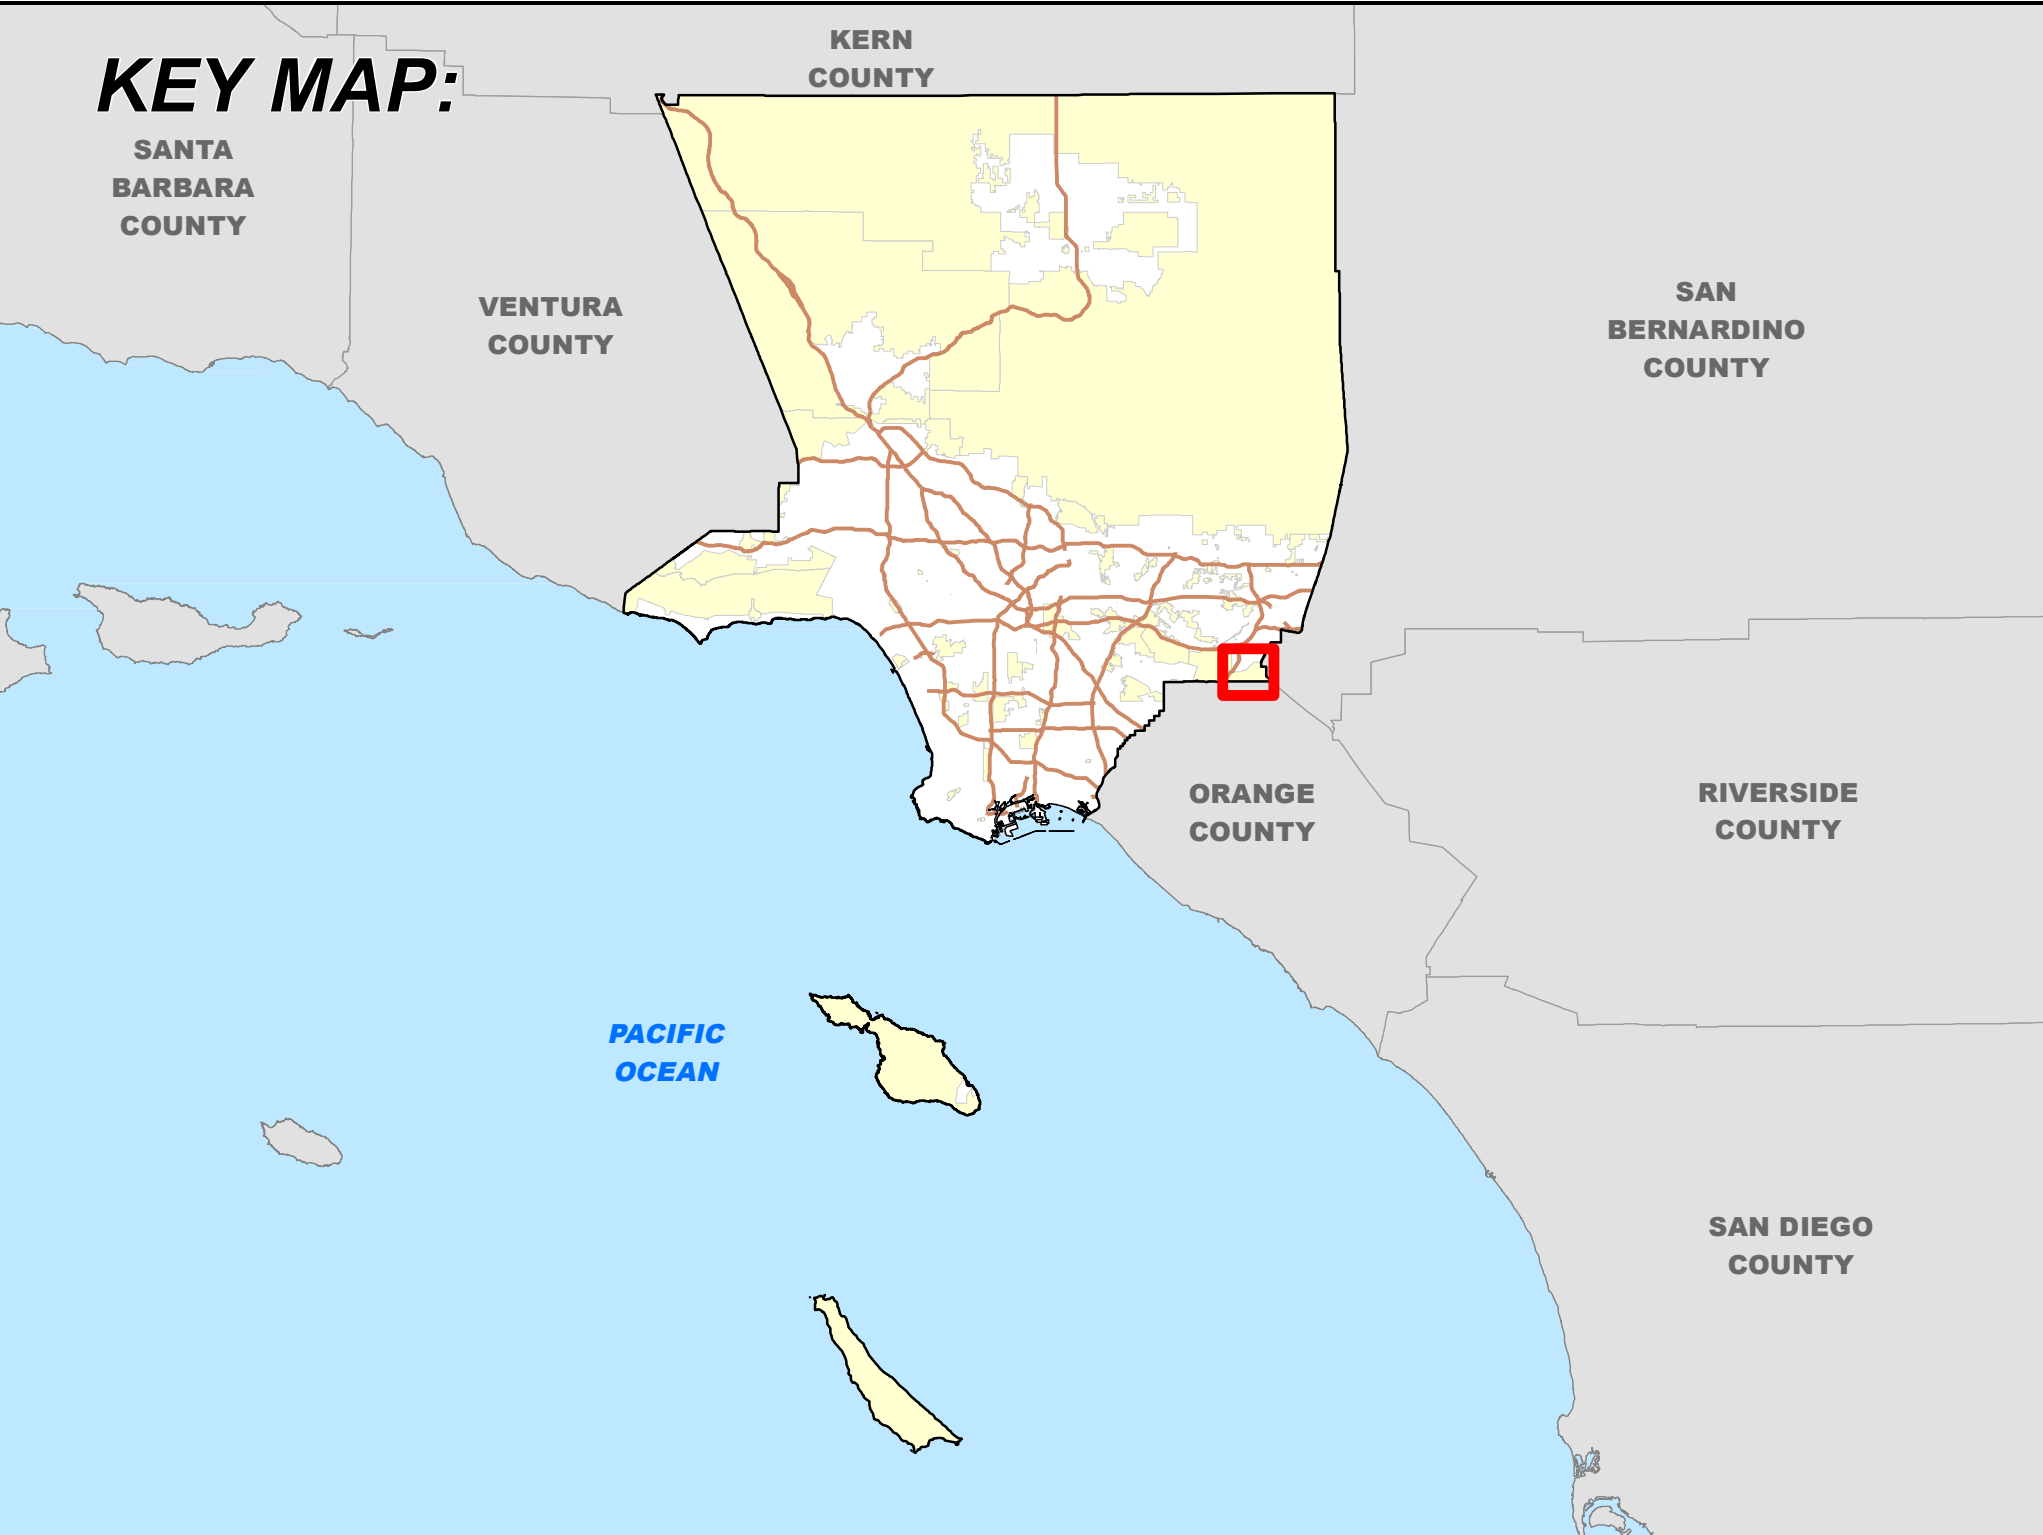 KERN
COUNTY
KEY MAP:
SANTA
BARBARA
COUNTY
VENTURA
COUNTY
SAN
BERNARDINO
COUNTY
ORANGE
COUNTY
RIVERSIDE
COUNTY
PACIFIC
OCEAN
SAN DIEGO
COUNTY